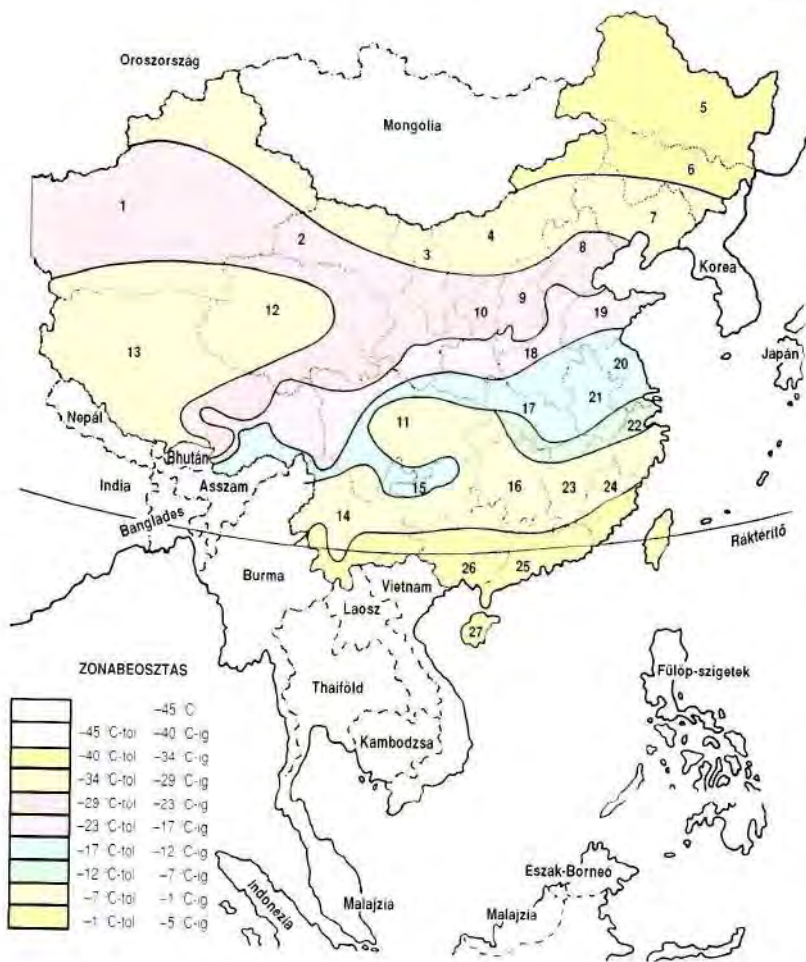 Oroszország
Mongólia
5
6
1
2
3
4
7
8
Korea
12
10
9
19
13
18
20
Japán
Nepál
17
21
11
22
Bhután
India
Asszam
15
16
23
24
Banglades
14
Ráktérítő
Burma
26
25
Vietnam
Laosz
27
ZÓNABEOSZTÁS
Thaiföld
Fülöp-szigetek
−45 °C
−45 °C-tól −40 °C-ig
Kambodzsa
−40 °C-tól −34 °C-ig
−34 °C-tól −29 °C-ig
−29 °C-tól −23 °C-ig
−23 °C-tól −17 °C-ig
−17 °C-tól −12 °C-ig
−12 °C-tól −7 °C-ig
Észak-Borneó
−7 °C-tól −1 °C-ig
−1 °C-tól −5 °C-ig
Indonézia
Malajzia
Malajzia